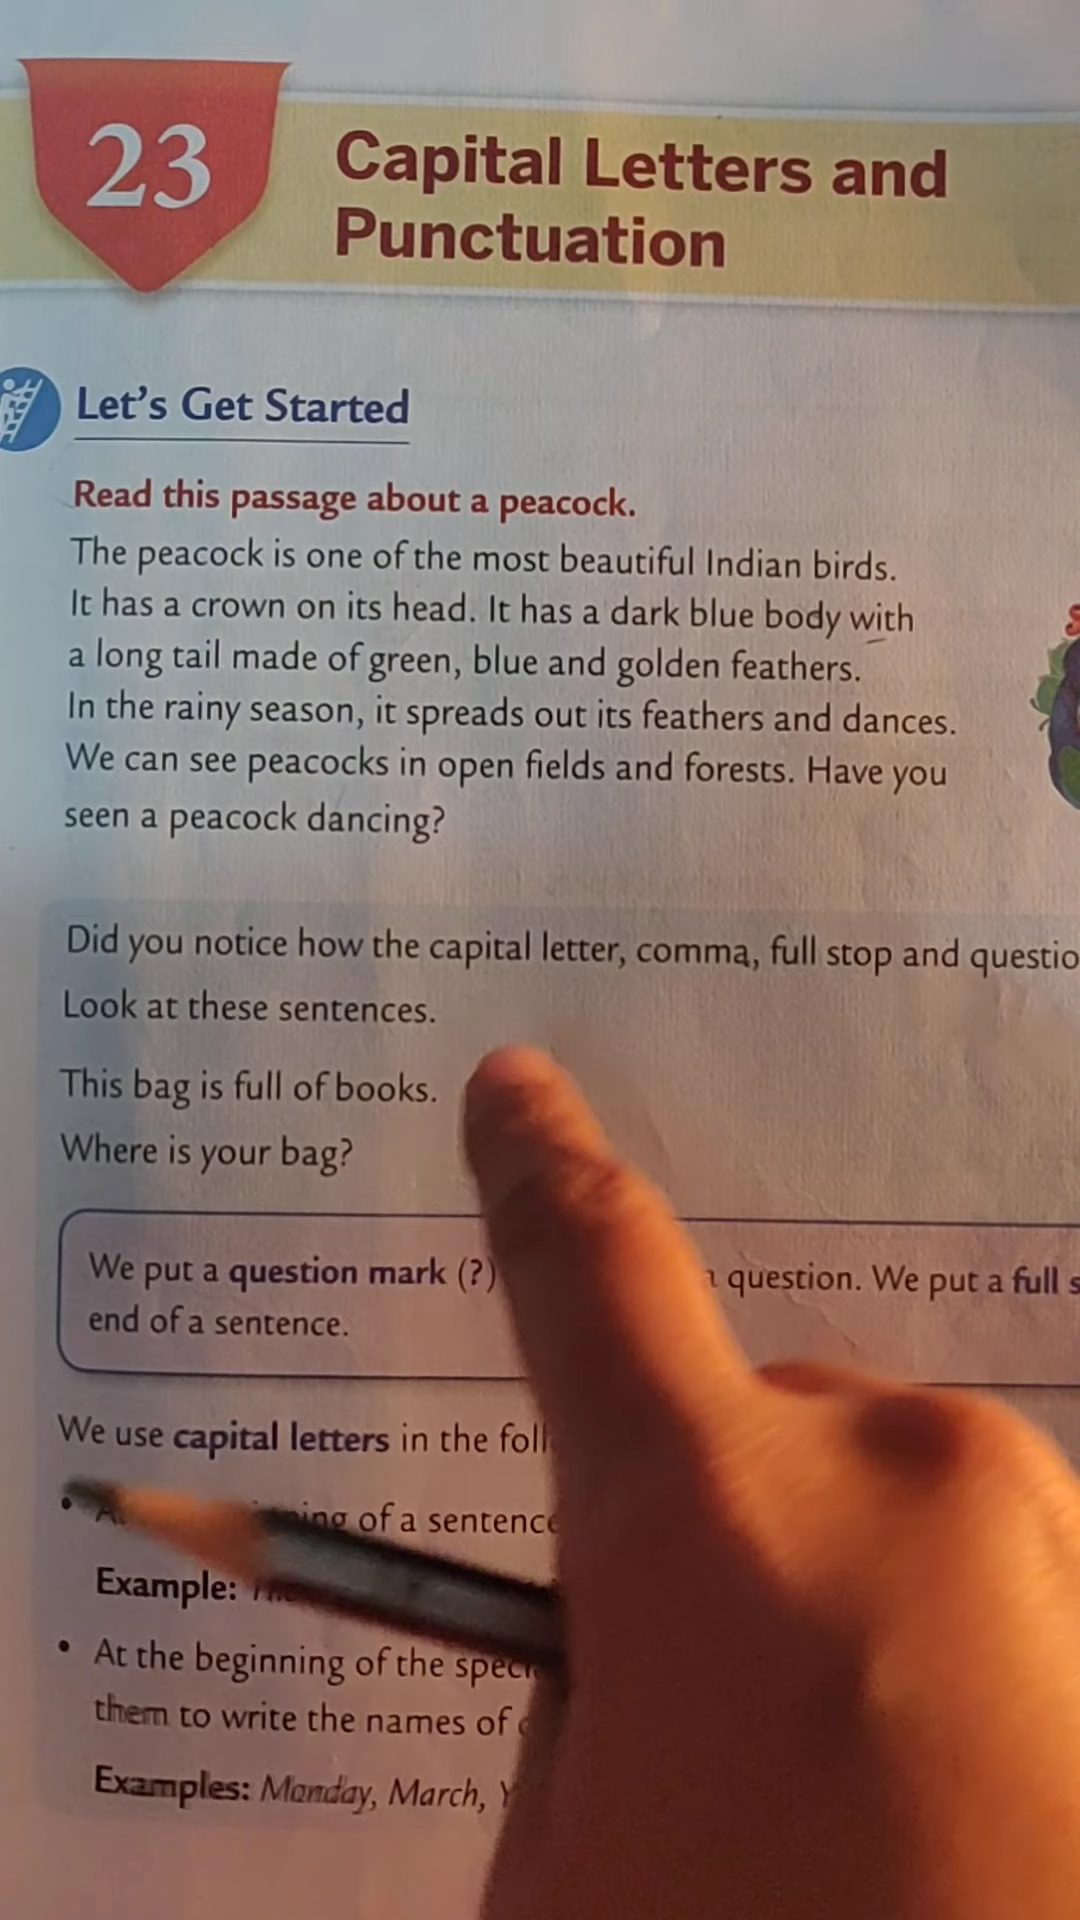 23
Capital Letters and
Punctuation
Let's Get Started
Read this passage about a peacock.
The peacock is one of the most beautiful Indian birds.
It has a crown on its head. It has a dark blue body with
a long tail made of green, blue and golden feathers.
In the rainy season, it spreads out its feathers and dances.
We can see peacocks in open fields and forests. Have you
seen a peacock dancing?
Did you notice how the capital letter, comma, full stop and
Look at these sentences.
This bag is full of books.
Where is your bag?
We put a question mark (?) question. We put a full
end of a sentence.
We use capital letters in the
of a sentence
Example:
At the beginning of the
them to write the names of
Examples: Monday, March,